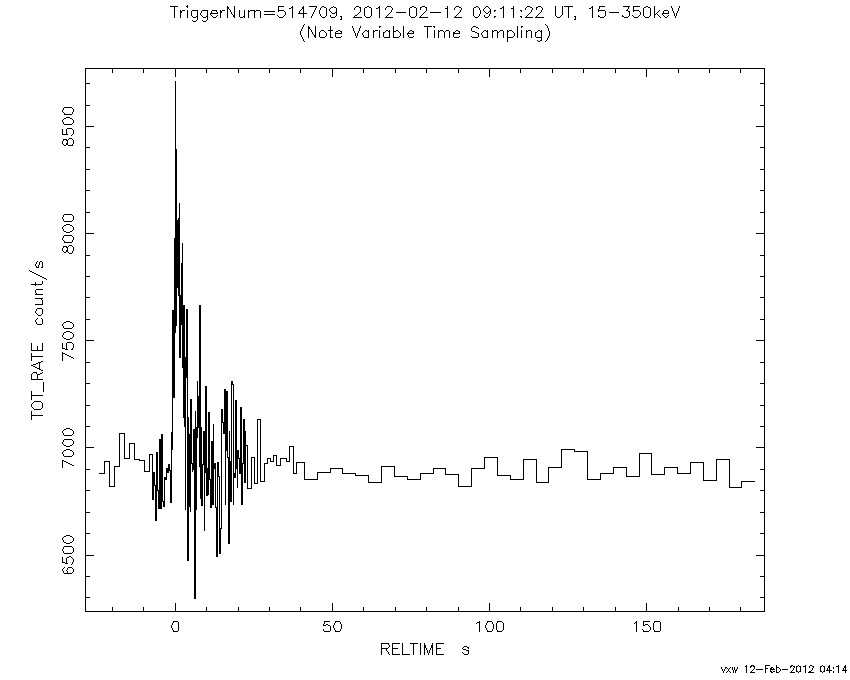 TriggerNum=514709, 2012-02-12 09:11:22 UT, 15-350keV
(Note Variable Time Sampling)
TOT_RATE count/s
8500
8000
7500
7000
6500
0 50 100 150
RELTIME s
vxw 12-Feb-2012 04:14